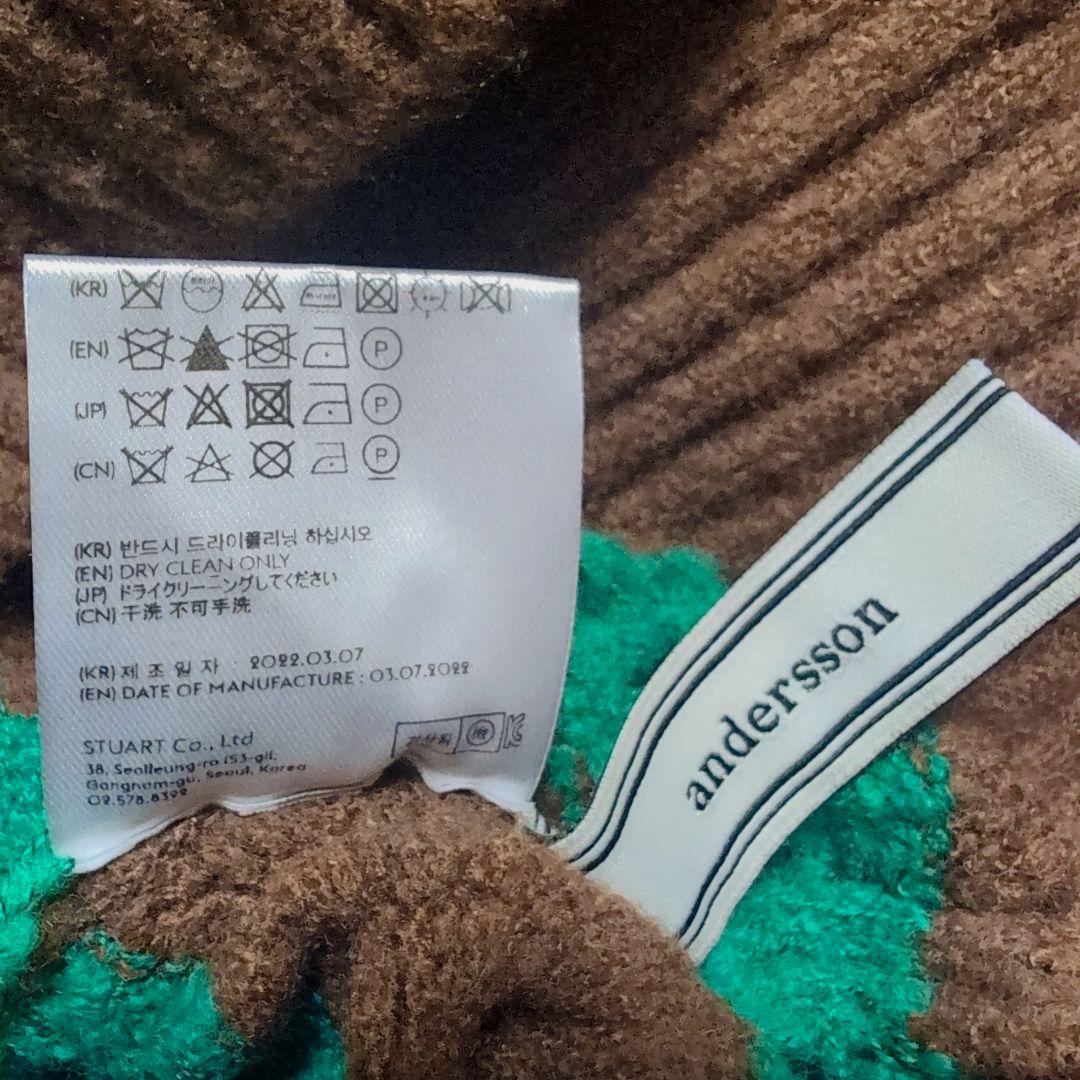 (KR)
(EN) P
(JP) P
(CN) P
(KR) 반드시 드라이클리닝 하십시오
(EN) DRY CLEAN ONLY
(JP) ドライクリーニングしてください
(CN) 干洗 不可手洗
(KR) 제 조 일 자 : 2022.03.07
(EN) DATE OF MANUFACTURE : 03.07.2022
STUART Co., Ltd
38, Seolleung-ro 153-gil,
Gangnam-gu, Seoul, Korea
02.578.8392
andersson